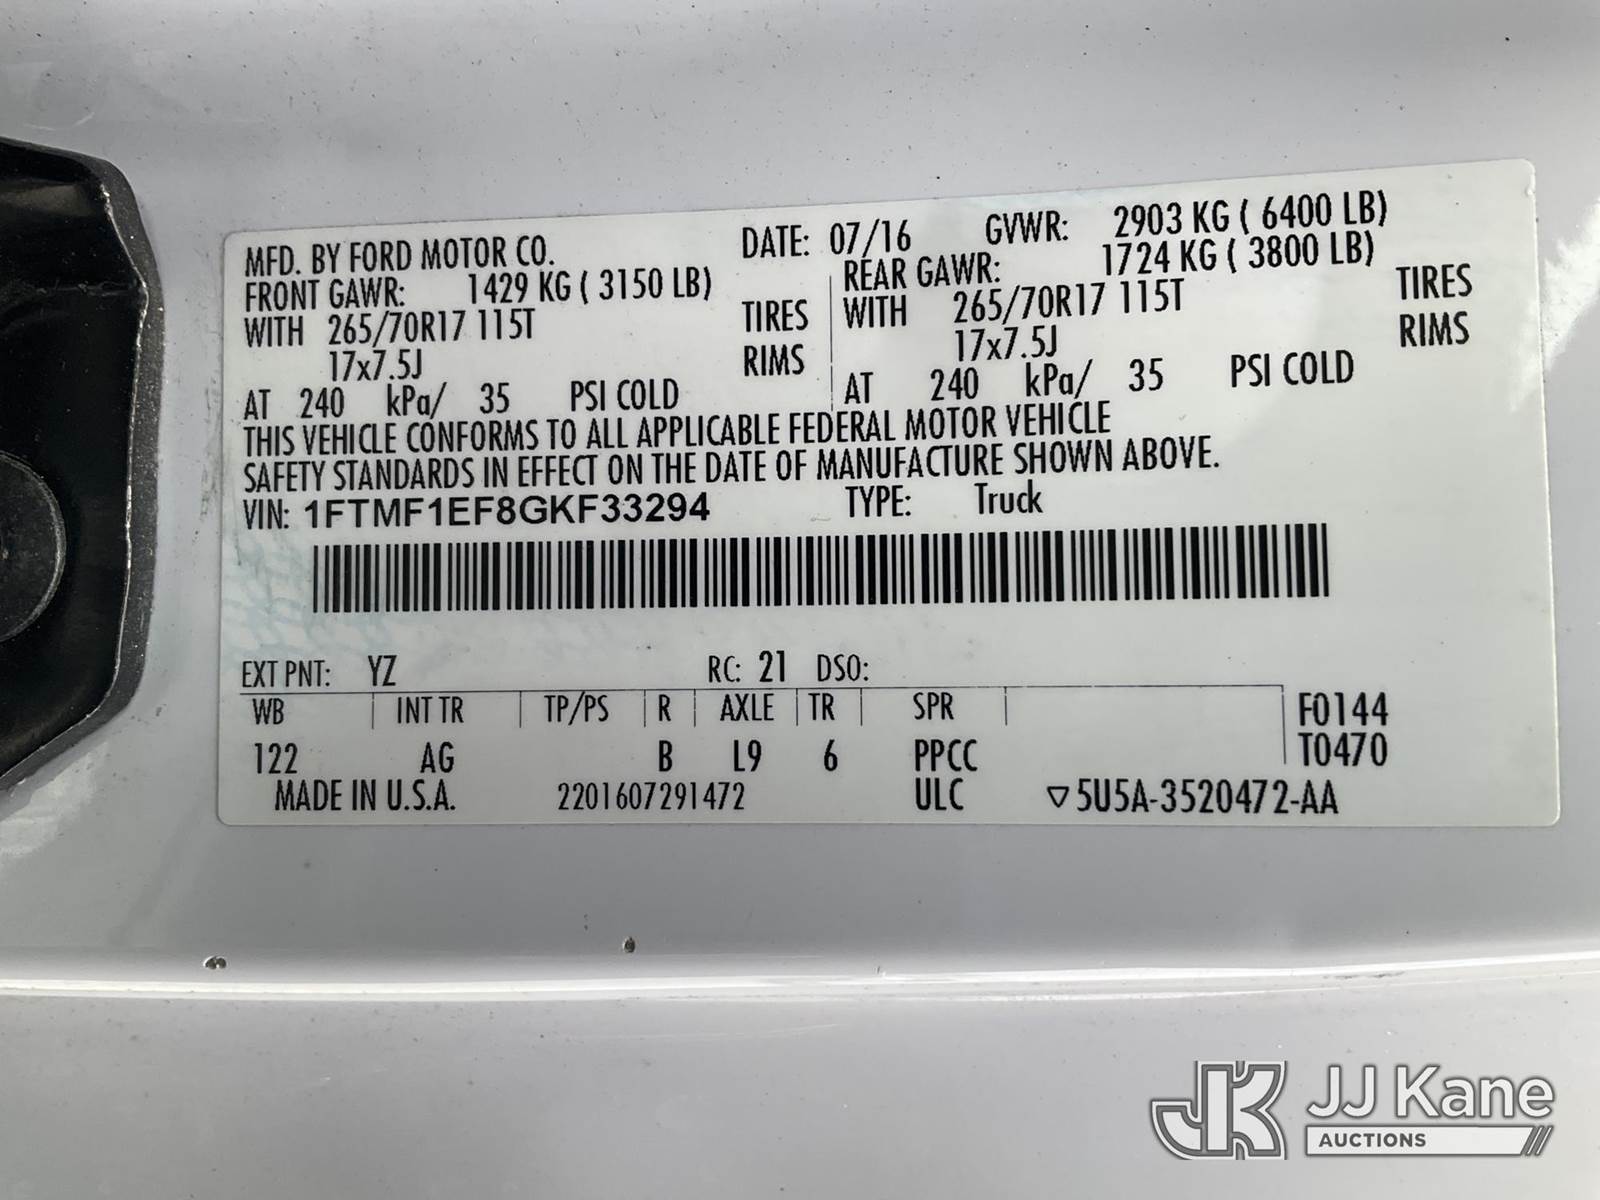 MFD. BY FORD MOTOR CO. DATE: 07/16 GVWR: 2903 KG ( 6400 LB)
FRONT GAWR: 1429 KG ( 3150 LB) REAR GAWR: 1724 KG ( 3800 LB)
WITH 265/70R17 115T TIRES WITH 265/70R17 115T TIRES
17x7.5J RIMS 17x7.5J RIMS
AT 240 kPa/ 35 PSI COLD AT 240 kPa/ 35 PSI COLD
THIS VEHICLE CONFORMS TO ALL APPLICABLE FEDERAL MOTOR VEHICLE
SAFETY STANDARDS IN EFFECT ON THE DATE OF MANUFACTURE SHOWN ABOVE.
VIN: 1FTMF1EF8GKF33294 TYPE: Truck
EXT PNT: YZ RC: 21 DSO:
WB INT TR TP/PS R AXLE TR SPR F0144
122 AG B L9 6 PPCC T0470
MADE IN U.S.A. 2201607291472 ULC ▽5U5A-3520472-AA
JK JJ Kane
AUCTIONS